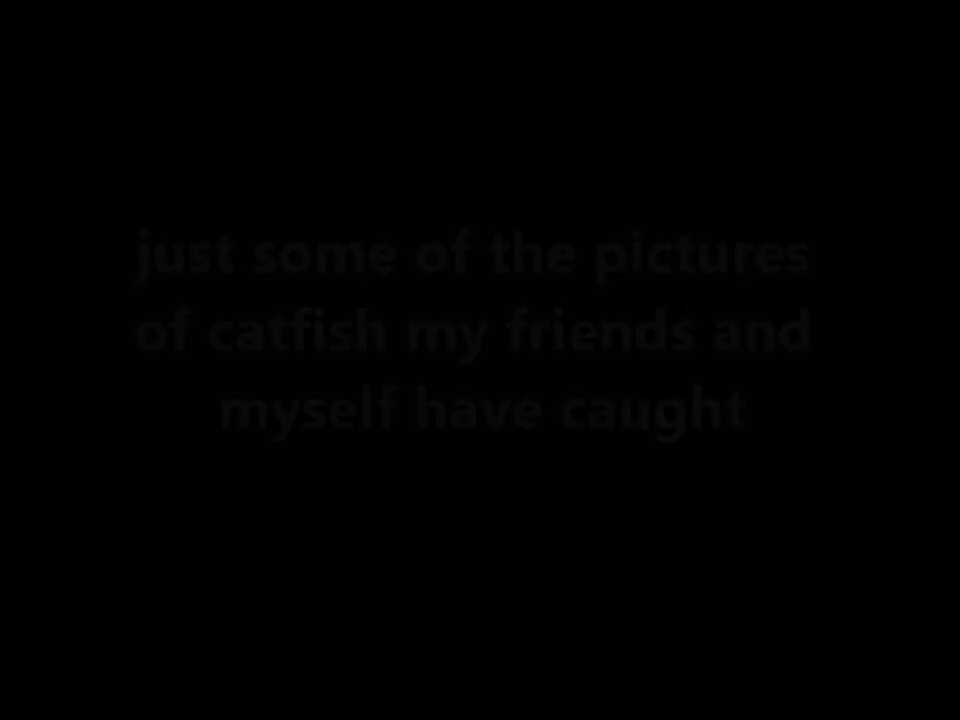 just some of the pictures
of catfish my friends and
myself have caught